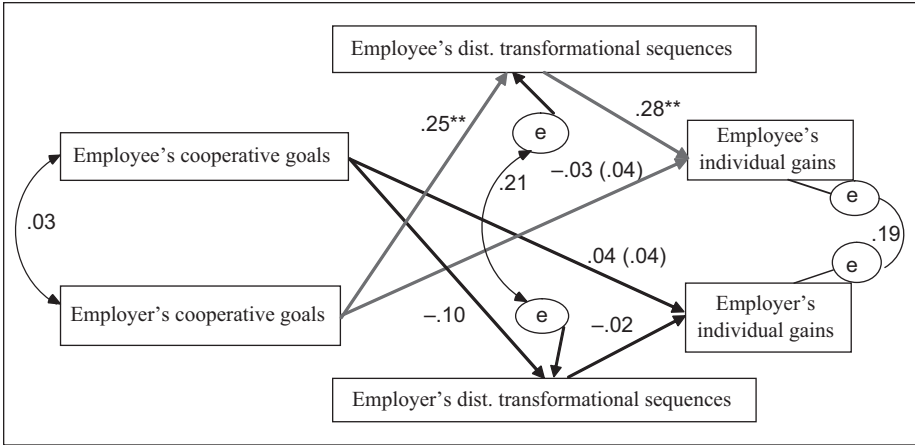 Employee’s dist. transformational sequences
.25**
.28**
e
Employee’s
individual gains
Employee’s cooperative goals
–.03 (.04)
.21
e
.03
.19
.04 (.04)
e
Employer’s cooperative goals
Employer’s
individual gains
–.10
e
–.02
Employer’s dist. transformational sequences